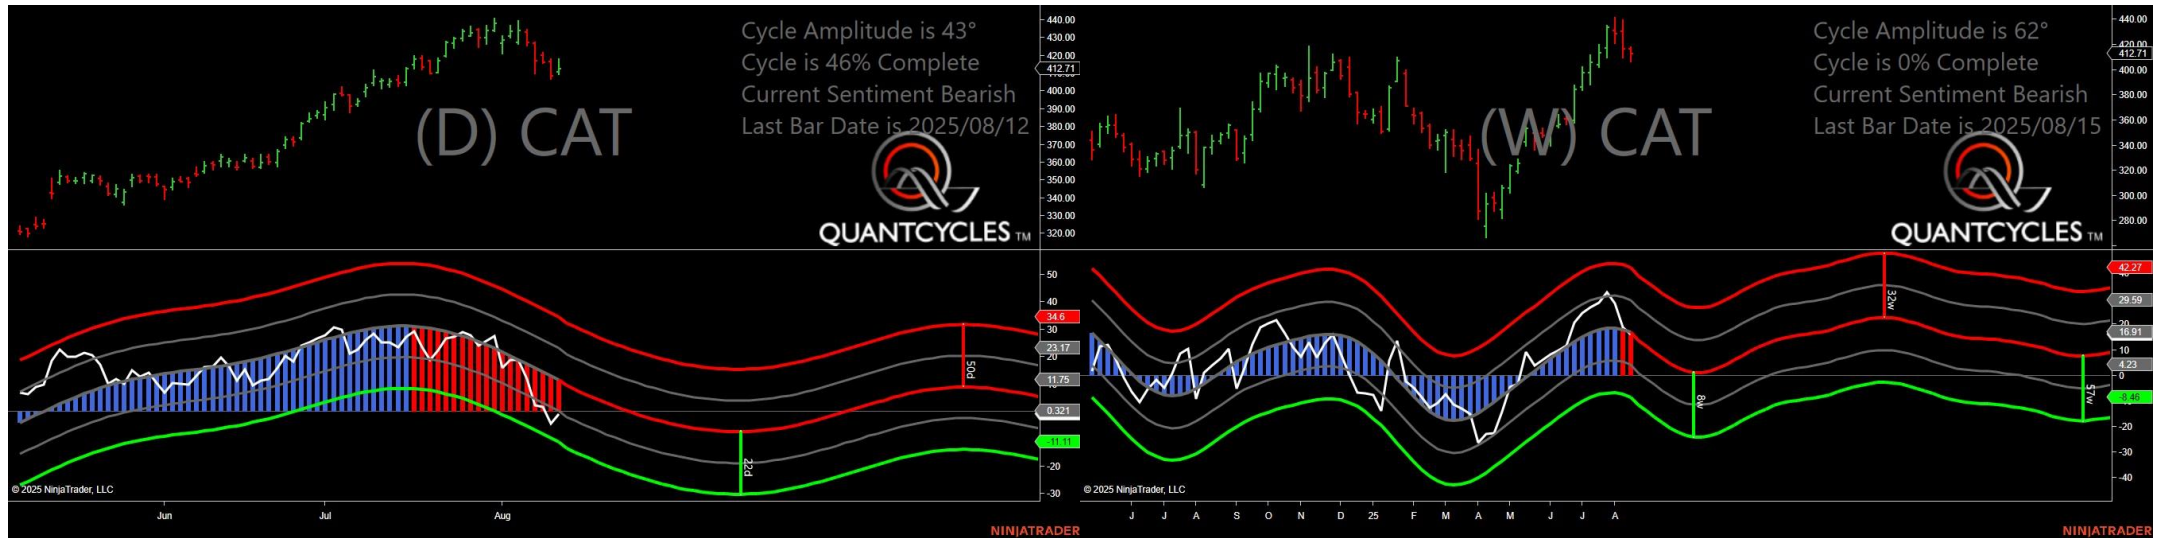 Cycle Amplitude is 43°
Cycle is 46% Complete
Current Sentiment Bearish
Last Bar Date is 2025/08/12
(D) CAT
QUANTCYCLES TM
440.00
430.00
420.00
412.71
400.00
390.00
380.00
370.00
360.00
350.00
340.00
330.00
320.00
50
40
34.6
30
23.17
20
11.75
0.321
-11.11
-20
-30
50d
22d
© 2025 NinjaTrader, LLC
Jun Jul Aug
NINJATRADER
Cycle Amplitude is 62°
Cycle is 0% Complete
Current Sentiment Bearish
Last Bar Date is 2025/08/15
(W) CAT
QUANTCYCLES TM
440.00
420.00
412.71
400.00
380.00
360.00
340.00
320.00
300.00
280.00
42.27
29.59
20
16.91
10
4.23
0
-8.46
-20
-30
-40
32w
8w
57w
© 2025 NinjaTrader, LLC
J J A S O N D 25 F M A M J J A
NINJATRADER